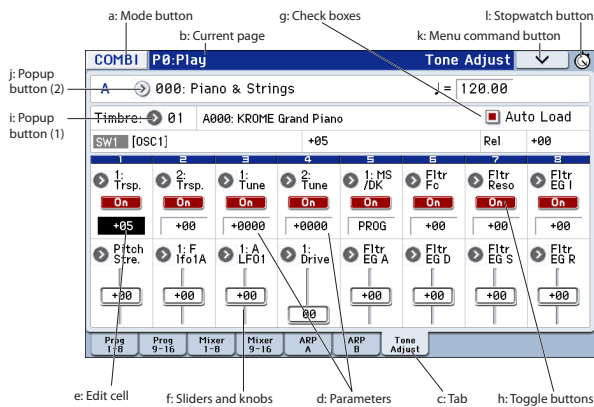 a: Mode button
g: Check boxes
l: Stopwatch button
b: Current page
k: Menu command button
COMBI P0:Play Tone Adjust
j: Popup
button (2)
A 000: Piano & Strings ♩= 120.00
i: Popup
button (1)
Timbre: 01 A000: KROME Grand Piano Auto Load
SW1 [OSC1] +05 Rel +00
1 2 3 4 5 6 7 8
1:
Trsp.
2:
Trsp.
1:
Tune
2:
Tune
1: MS
/DK
Fltr
Fc
Fltr
Reso
Fltr
EG I
On On On On On On On On
+05 +00 +0000 +0000 PROG +00 +00 +00
Pitch
Stre.
1: F
lfo1A
1: A
LFO1
1:
Drive
Fltr
EG A
Fltr
EG D
Fltr
EG S
Fltr
EG R
+00 +00 +00 00 +00 +00 +00 +00
Prog
1-8
Prog
9-16
Mixer
1-8
Mixer
9-16
ARP
A
ARP
B
Tone
Adjust
e: Edit cell
f: Sliders and knobs
d: Parameters
c: Tab
h: Toggle buttons